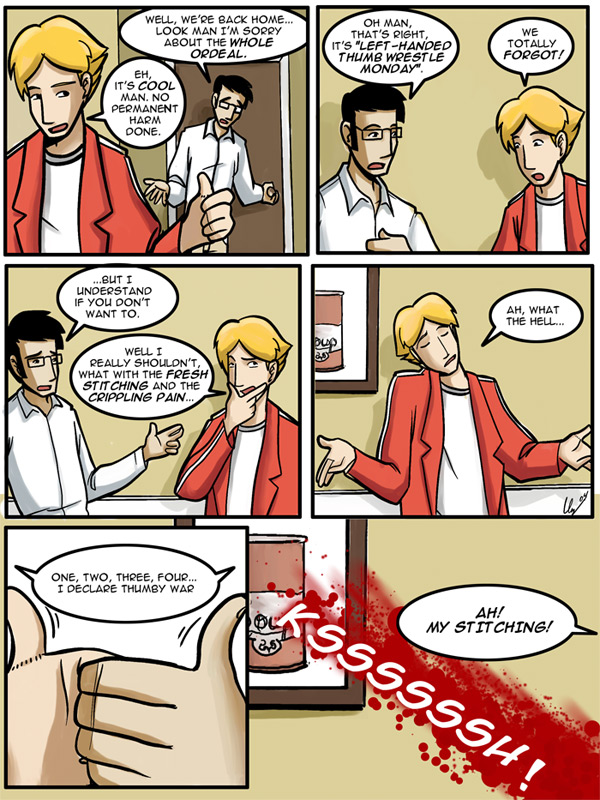 WELL, WE'RE BACK HOME...
LOOK MAN I'M SORRY
ABOUT THE WHOLE
ORDEAL.
EH,
IT'S COOL
MAN. NO
PERMANENT
HARM
DONE.
OH MAN,
THAT'S RIGHT,
IT'S "LEFT-HANDED
THUMB WRESTLE
MONDAY".
WE
TOTALLY
FORGOT!
...BUT I
UNDERSTAND
IF YOU DON'T
WANT TO.
WELL I
REALLY SHOULDN'T,
WHAT WITH THE FRESH
STITCHING AND THE
CRIPPLING PAIN...
AH, WHAT
THE HELL...
ONE, TWO, THREE, FOUR...
I DECLARE THUMBY WAR
KSSSSSSSH!
AH!
MY STITCHING!